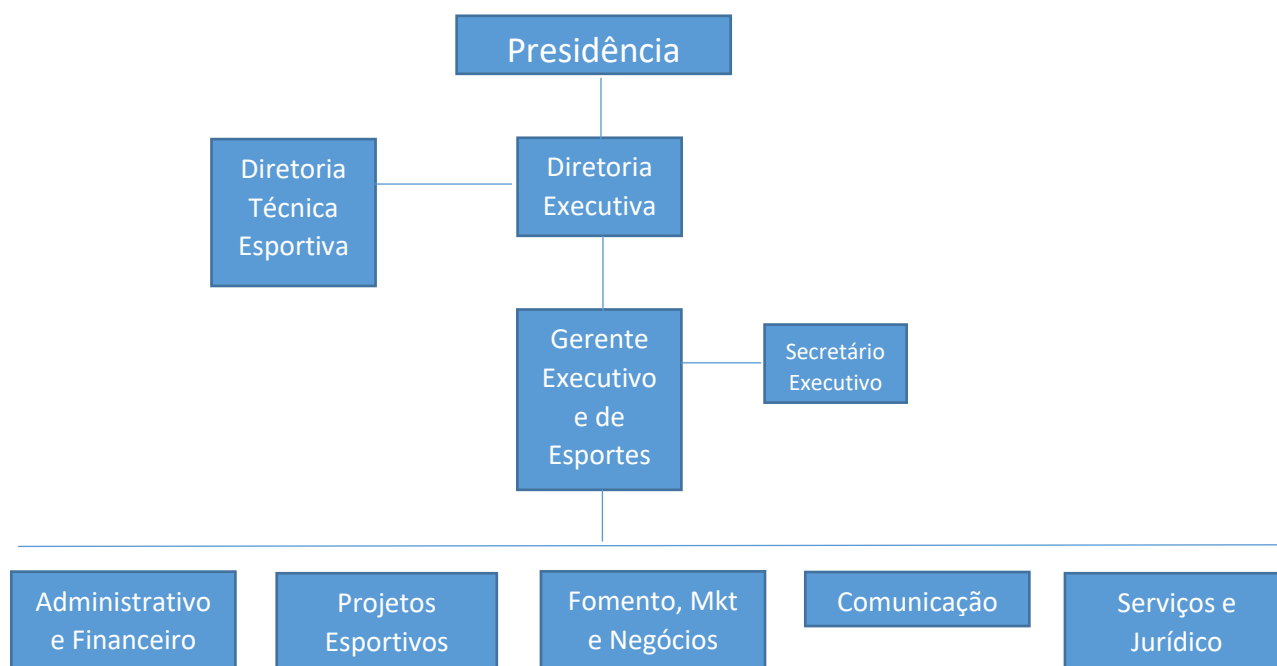 Presidência
Diretoria
Técnica
Esportiva
Diretoria
Executiva
Gerente
Executivo
e de
Esportes
Secretário
Executivo
Administrativo
e Financeiro
Projetos
Esportivos
Fomento, Mkt
e Negócios
Comunicação
Serviços e
Jurídico